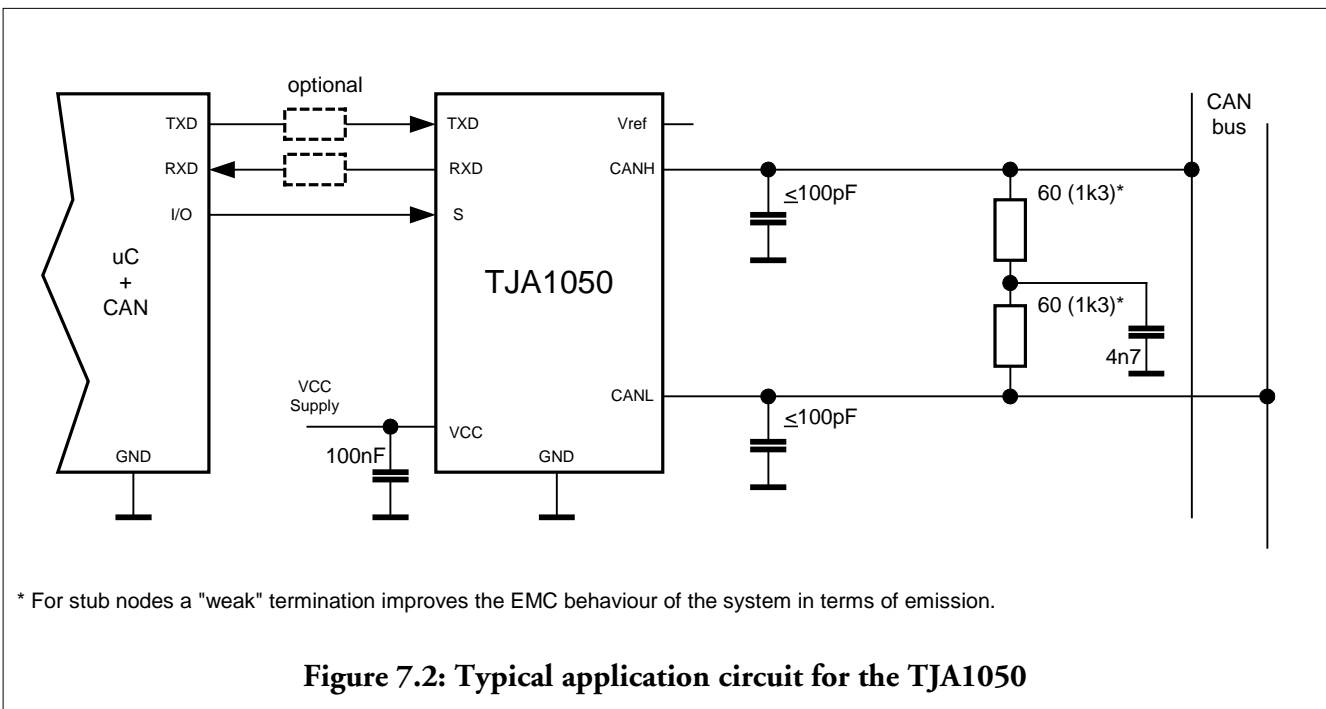 optional
TXD
RXD
I/O
uC
+
CAN
GND
TXD
RXD
S
TJA1050
Vref
CANH
CANL
VCC
GND
VCC
Supply
100nF
≤100pF
≤100pF
60 (1k3)*
60 (1k3)*
4n7
CAN
bus
* For stub nodes a "weak" termination improves the EMC behaviour of the system in terms of emission.
Figure 7.2: Typical application circuit for the TJA1050